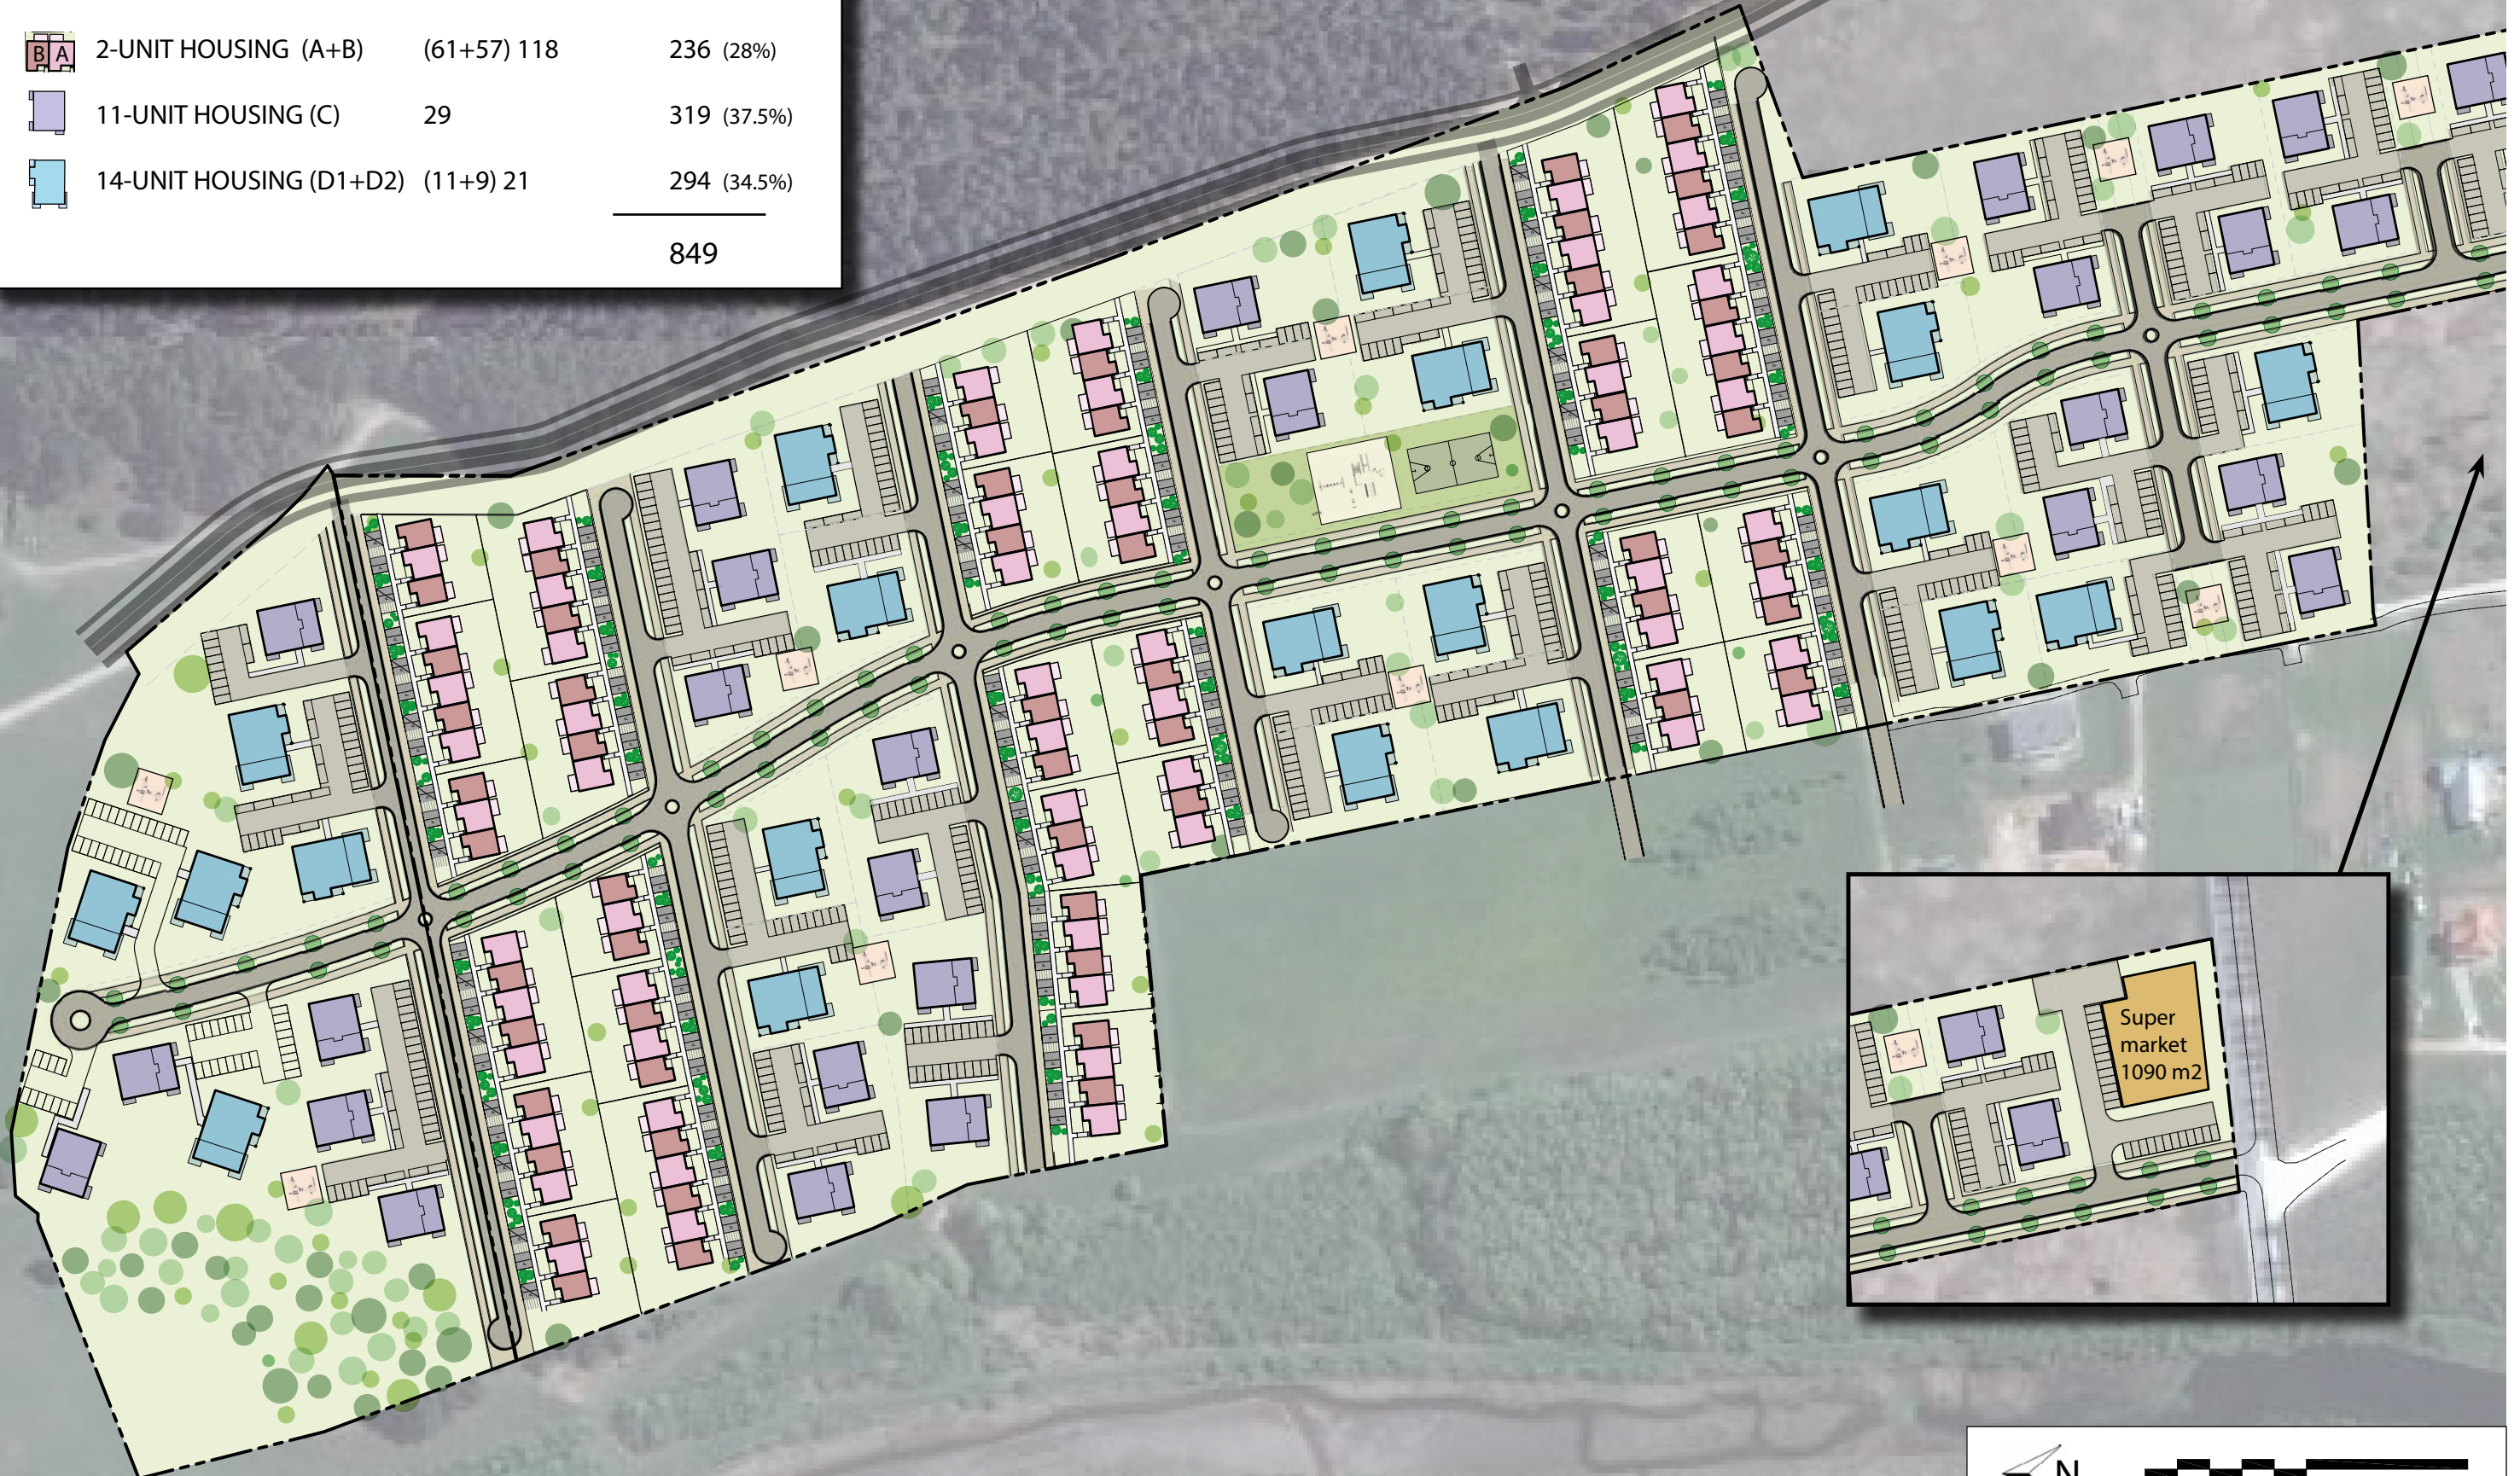 B A 2-UNIT HOUSING (A+B) (61+57) 118 236 (28%)
11-UNIT HOUSING (C) 29 319 (37.5%)
14-UNIT HOUSING (D1+D2) (11+9) 21 294 (34.5%)
849
Super
market
1090 m2
N